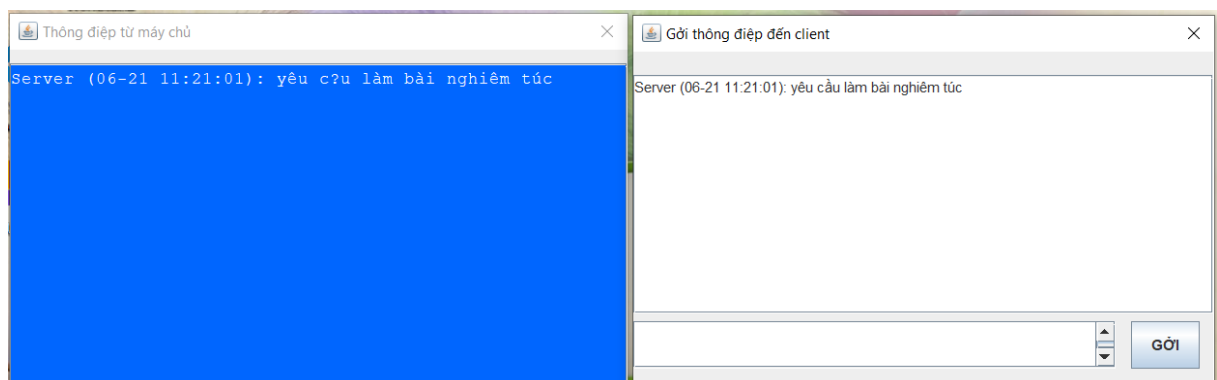 Thông điệp từ máy chủ
Server (06-21 11:21:01): yêu c?u làm bài nghiêm túc
Gởi thông điệp đến client
Server (06-21 11:21:01): yêu cầu làm bài nghiêm túc
GỞI